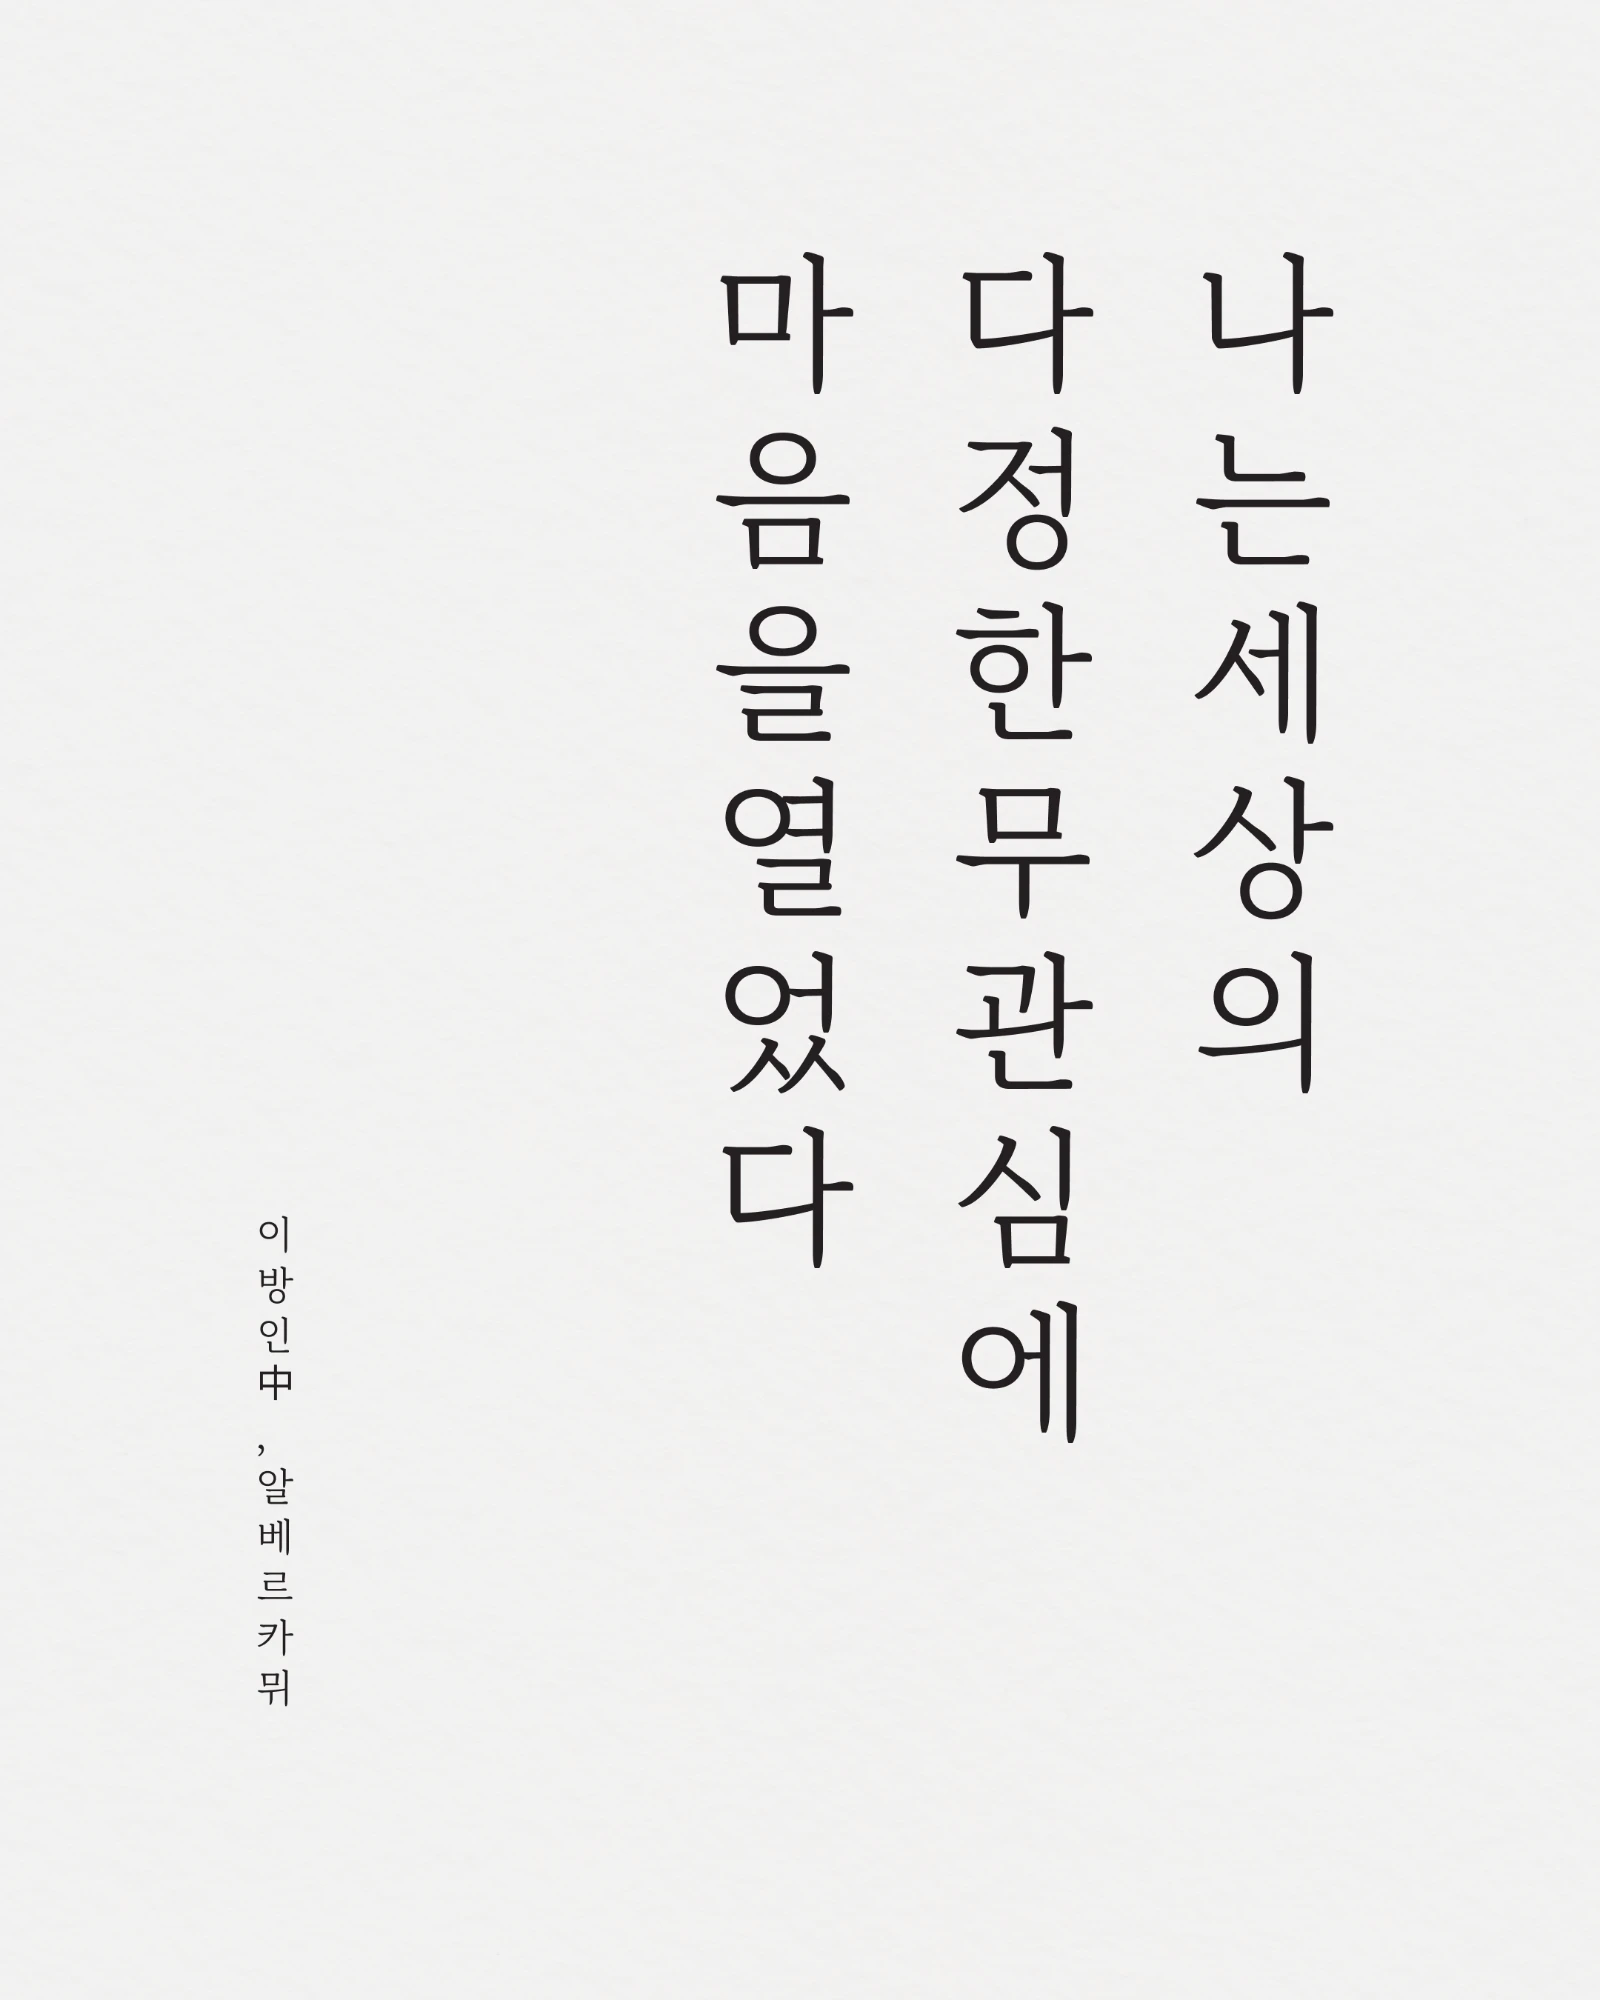 나는세상의
다정한무관심에
마음을열었다
이방인中 ,알베르카뮈